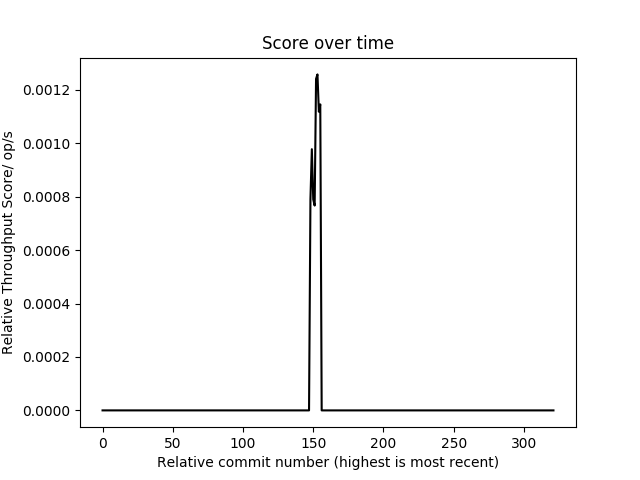 Score over time
Relative Throughput Score/ op/s
0.0012
0.0010
0.0008
0.0006
0.0004
0.0002
0.0000
0 50 100 150 200 250 300
Relative commit number (highest is most recent)